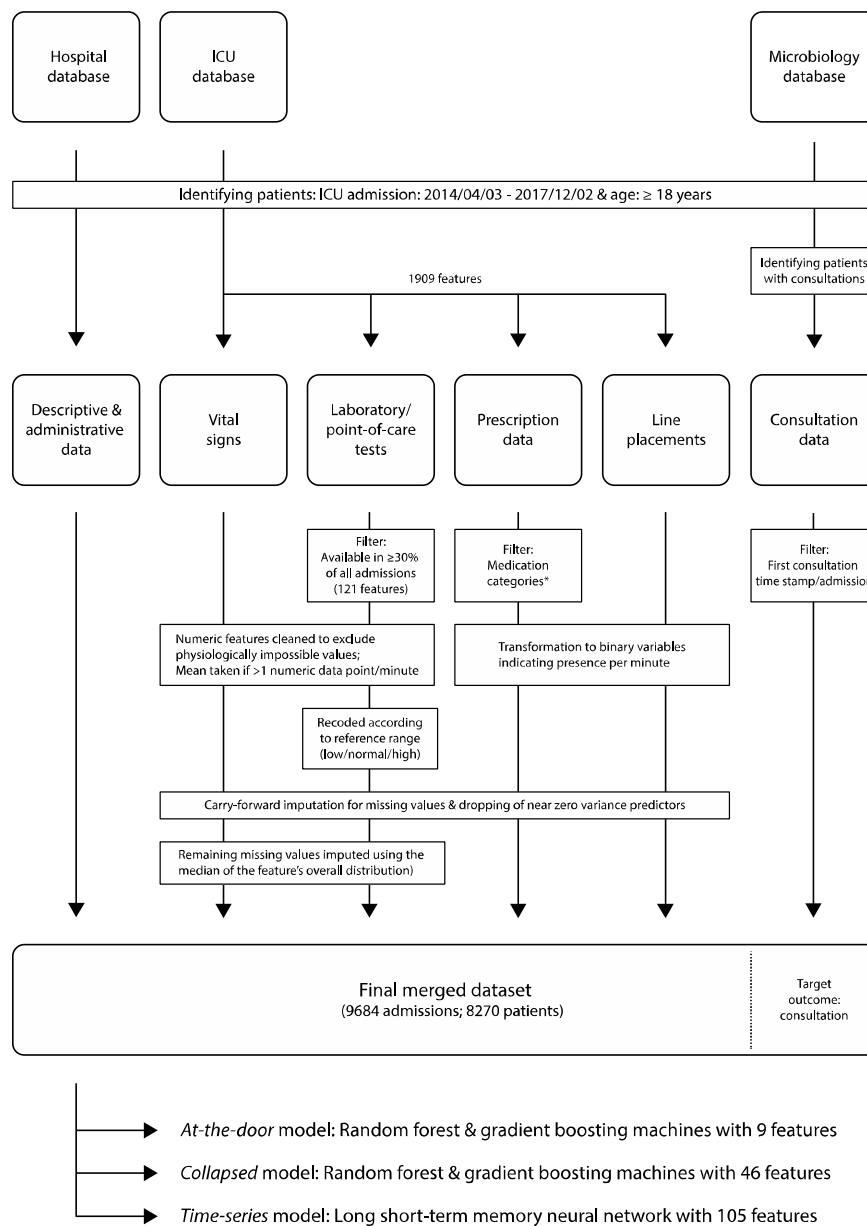 Hospital
database
ICU
database
Microbiology
database
Identifying patients: ICU admission: 2014/04/03 - 2017/12/02 & age: ≥ 18 years
Identifying patients
with consultations
1909 features
Descriptive &
administrative
data
Vital
signs
Laboratory/
point-of-care
tests
Prescription
data
Line
placements
Consultation
data
Filter:
Available in ≥30%
of all admissions
(121 features)
Filter:
Medication
categories*
Filter:
First consultation
time stamp/admission
Numeric features cleaned to exclude
physiologically impossible values;
Mean taken if >1 numeric data point/minute
Transformation to binary variables
indicating presence per minute
Recoded according
to reference range
(low/normal/high)
Carry-forward imputation for missing values & dropping of near zero variance predictors
Remaining missing values imputed using the
median of the feature's overall distribution)
Final merged dataset
(9684 admissions; 8270 patients)
Target
outcome:
consultation
At-the-door model: Random forest & gradient boosting machines with 9 features
Collapsed model: Random forest & gradient boosting machines with 46 features
Time-series model: Long short-term memory neural network with 105 features